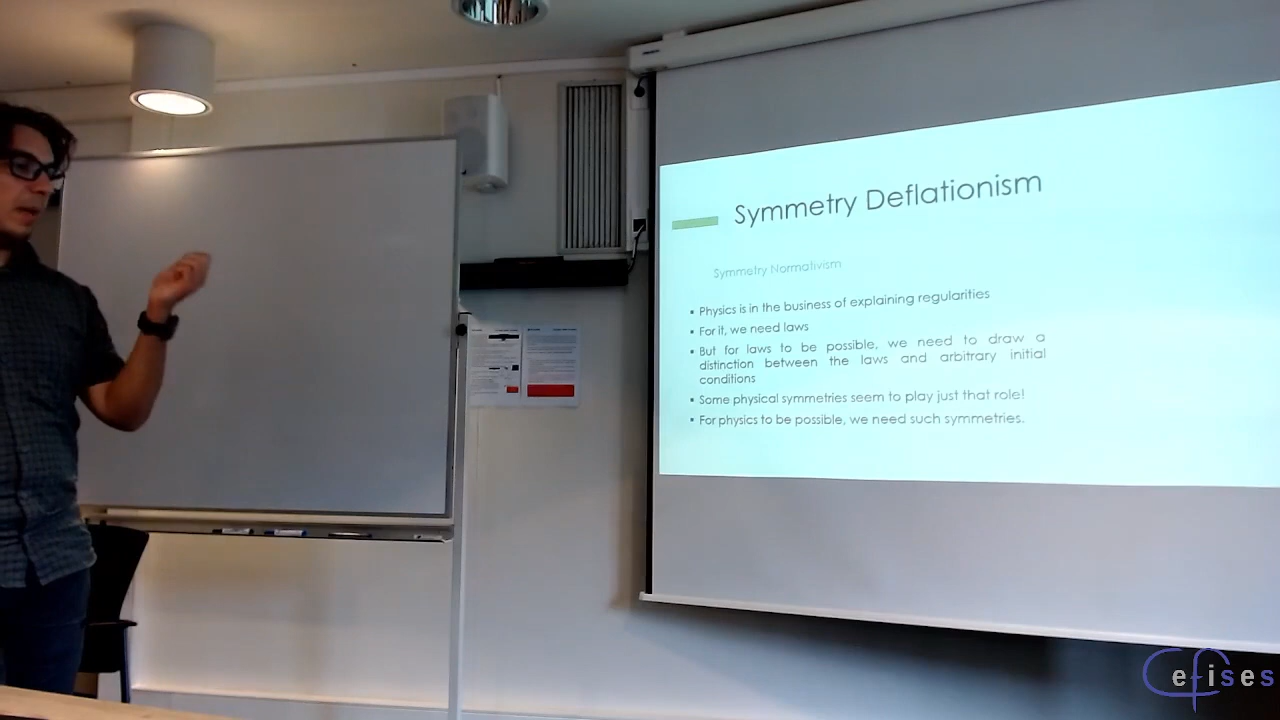 Symmetry Deflationism
Symmetry Normativism
▪ Physics is in the business of explaining regularities
▪ For it, we need laws
▪ But for laws to be possible, we need to draw a
distinction between the laws and arbitrary initial
conditions
▪ Some physical symmetries seem to play just that role!
▪ For physics to be possible, we need such symmetries.
Cefises